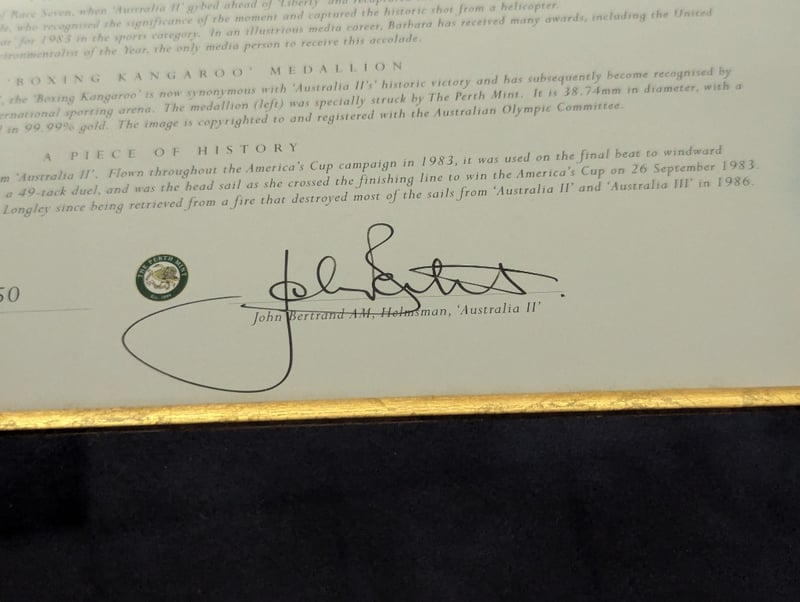 Race Seven, when 'Australia II' gybed ahead of 'Liberty' and
who recognised the significance of the moment and captured the historic shot from a helicopter.
for 1983 in the sports category. In an illustrious media career, Barbara has received many awards, including the United
of the Year, the only media person to receive this accolade.
'BOXING KANGAROO' MEDALLION
the 'Boxing Kangaroo' is now synonymous with 'Australia II's' historic victory and has subsequently become recognised by
sporting arena. The medallion (left) was specially struck by The Perth Mint. It is 38.74mm in diameter, with a
in 99.99% gold. The image is copyrighted to and registered with the Australian Olympic Committee.
A PIECE OF HISTORY
'Australia II'. Flown throughout the America's Cup campaign in 1983, it was used on the final beat to windward
a 49-tack duel, and was the head sail as she crossed the finishing line to win the America's Cup on 26 September 1983.
Longley since being retrieved from a fire that destroyed most of the sails from 'Australia II' and 'Australia III' in 1986.
THE PERTH MINT
50
John Bertrand
John Bertrand AM, Helmsman, 'Australia II'